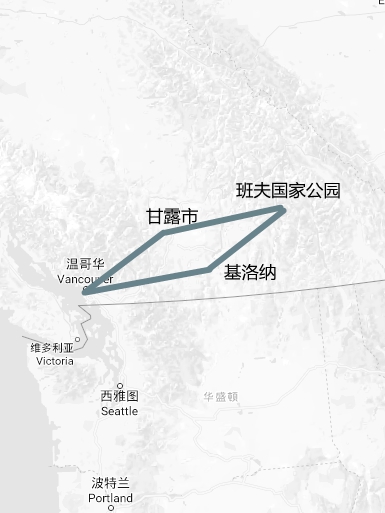 班夫国家公园
甘露市
温哥华
Vancouver
基洛纳
维多利亚
Victoria
西雅图
Seattle
华盛顿
波特兰
Portland